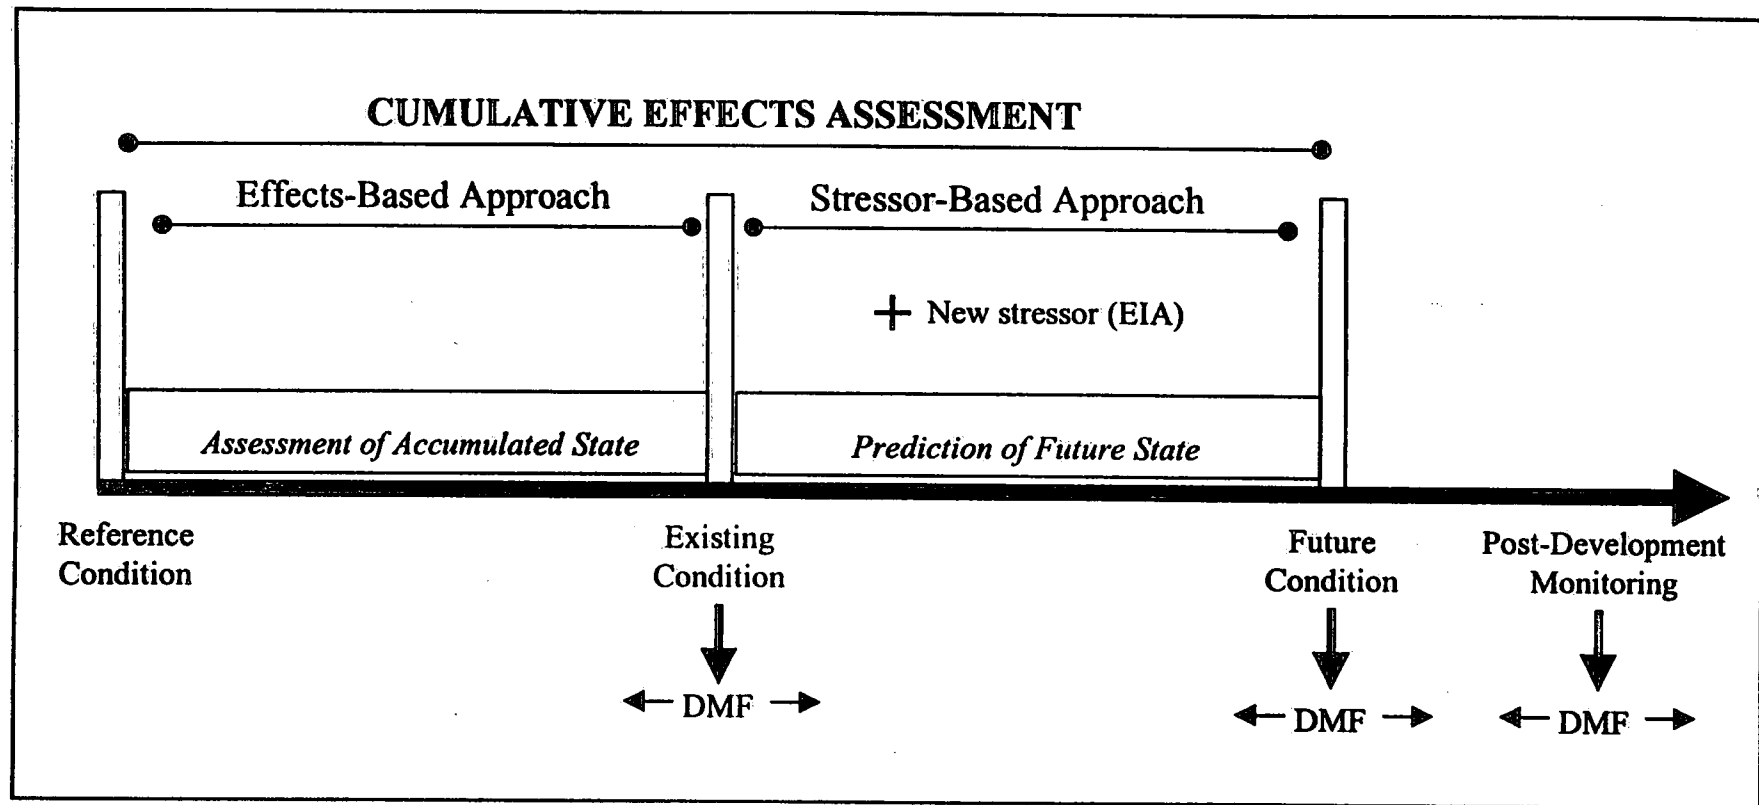 CUMULATIVE EFFECTS ASSESSMENT
Effects-Based Approach
Stressor-Based Approach
+ New stressor (EIA)
Assessment of Accumulated State
Prediction of Future State
Reference
Condition
Existing
Condition
Future
Condition
Post-Development
Monitoring
DMF
DMF
DMF